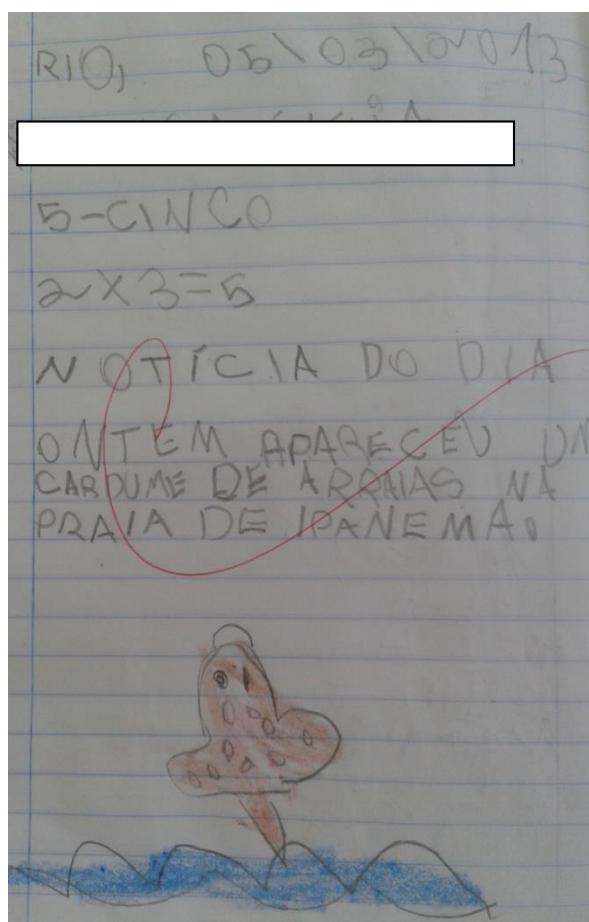 RIO, 05\03\2013
5-CINCO
2X3=5
NOTÍCIA DO DIA
ONTEM APARECEU UM
CARDUME DE ARRAIAS NA
PRAIA DE IPANEMA.